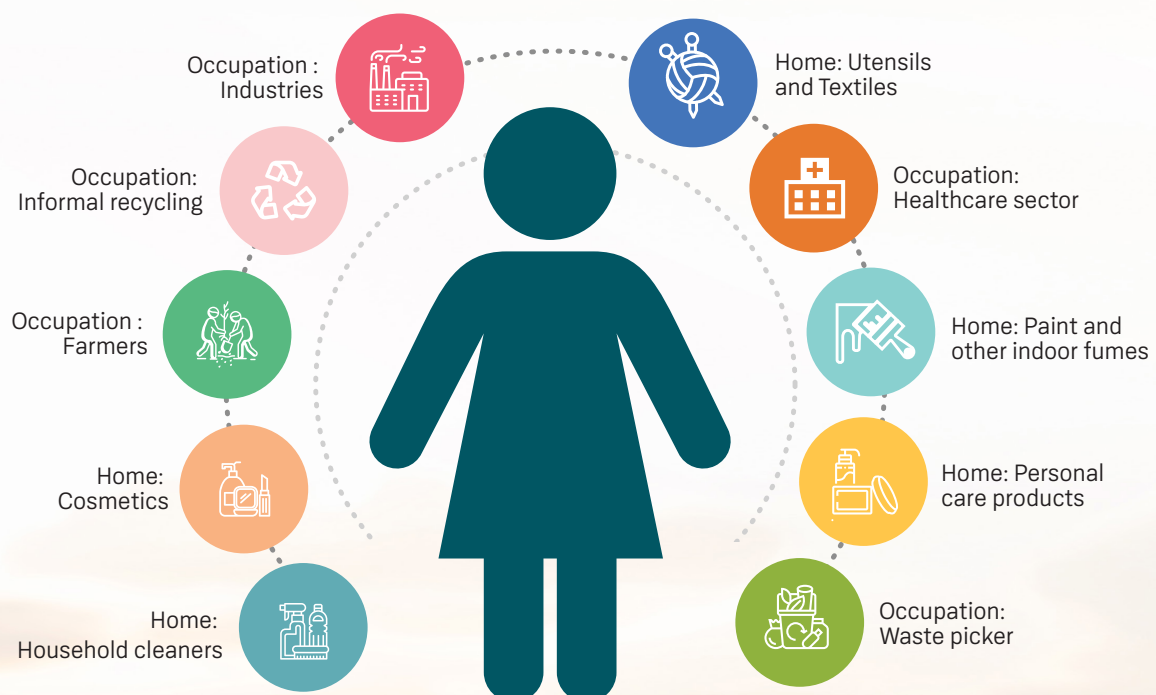 Occupation :
Industries
Home: Utensils
and Textiles
Occupation:
Informal recycling
Occupation:
Healthcare sector
Occupation :
Farmers
Home: Paint and
other indoor fumes
Home:
Cosmetics
Home: Personal
care products
Home:
Household cleaners
Occupation:
Waste picker